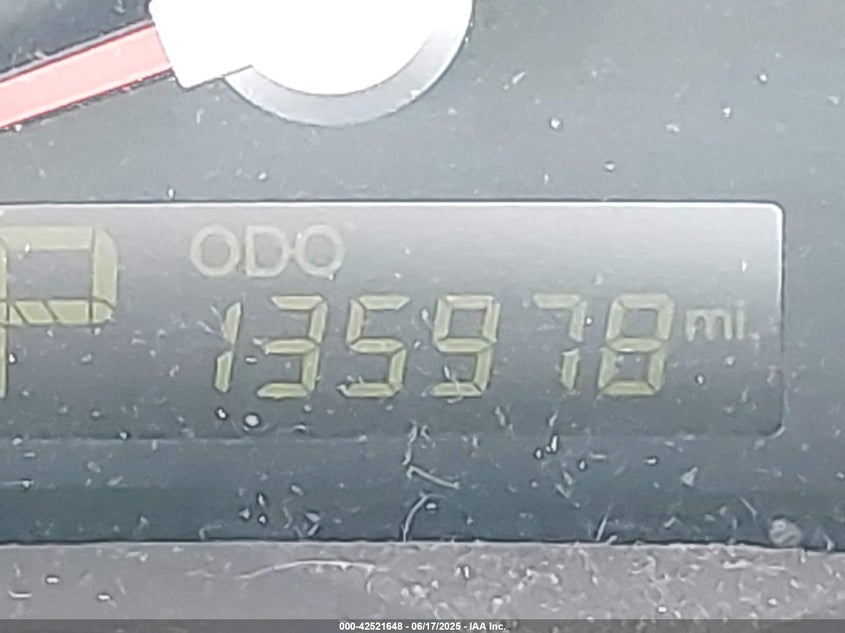 P
ODO
135978 mi.
000-42521648 - 06/17/2025 - IAA Inc.